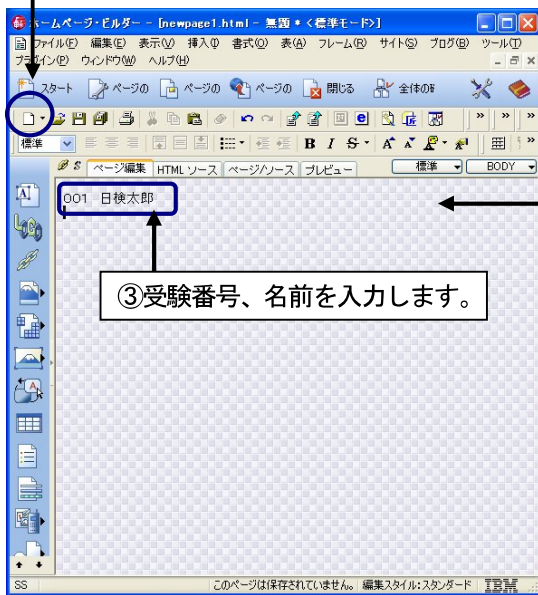 ホームページ・ビルダー - [newpage1.html - 無題 * <標準モード>]
ファイル(F) 編集(E) 表示(V) 挿入(I) 書式(O) 表(A) フレーム(R) サイト(S) ブログ(B) ツール(T)
プラグイン(P) ウィンドウ(W) ヘルプ(H)
スタート ページの ページの ページの 閉じる 全体の
標準 B I S
ページ編集 HTML ソース ページ/ソース プレビュー 標準 BODY
001 日検太郎
③受験番号、名前を入力します。
SS このページは保存されていません。 編集スタイル:スタンダード IBM